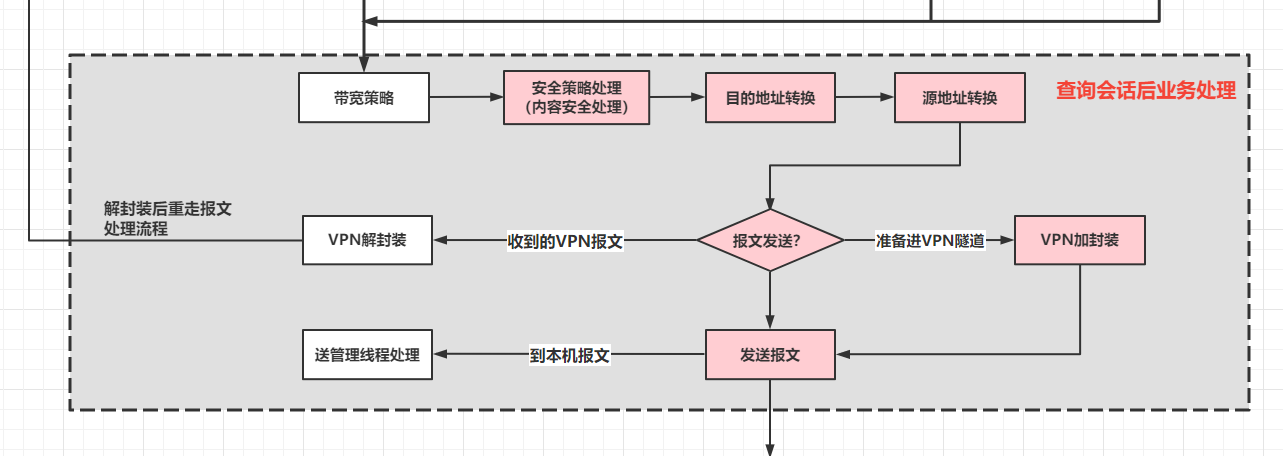 带宽策略
安全策略处理
（内容安全处理）
目的地址转换
源地址转换
查询会话后业务处理
解封装后重走报文
处理流程
VPN解封装
收到的VPN报文
报文发送？
准备进VPN隧道
VPN加封装
送管理线程处理
到本机报文
发送报文